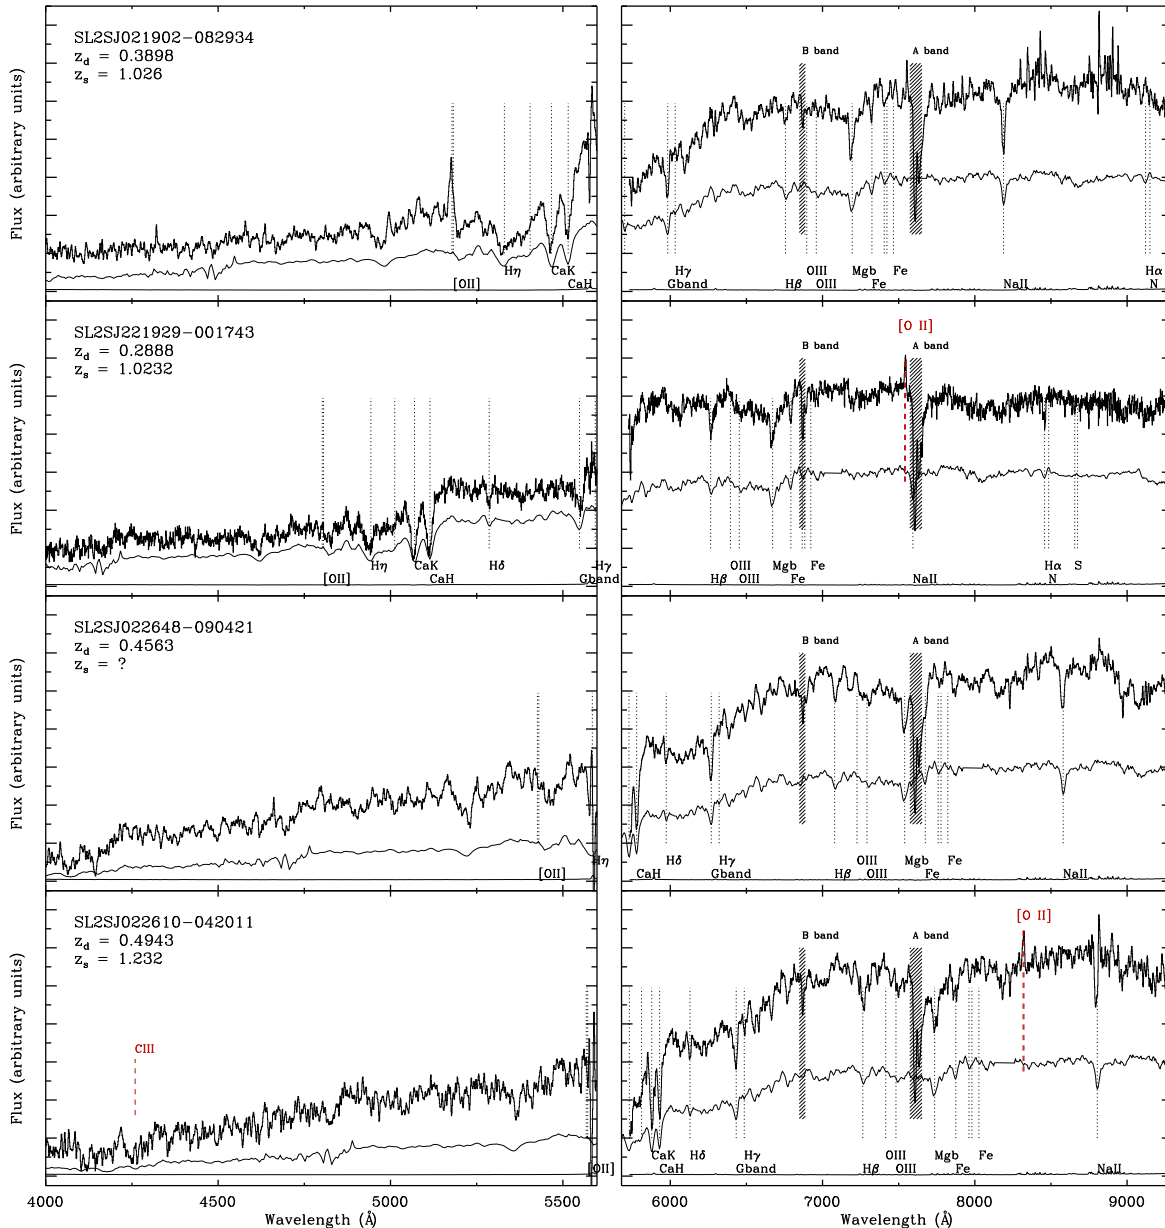 SL2SJ021902-082934
z_d = 0.3898
z_s = 1.026
B band A band
Hη CaK
[OII] CaH
Hγ OIII Mgb Fe Hα
Gband Hβ OIII Fe NaII N
Flux (arbitrary units)
SL2SJ221929-001743
z_d = 0.2888
z_s = 1.0232
[O II]
B band A band
Hη CaK Hδ Hγ
[OII] CaH Gband
OIII Mgb Fe Hα S
Hβ OIII Fe NaII N
Flux (arbitrary units)
SL2SJ022648-090421
z_d = 0.4563
z_s = ?
B band A band
Hη
[OII]
Hδ Hγ OIII Mgb Fe
CaH Gband Hβ OIII Fe NaII
Flux (arbitrary units)
SL2SJ022610-042011
z_d = 0.4943
z_s = 1.232
[O II]
B band A band
CIII
[OII]
CaK Hδ Hγ OIII Mgb Fe
CaH Gband Hβ OIII Fe NaII
Flux (arbitrary units)
4000 4500 5000 5500 6000 7000 8000 9000
Wavelength (Å) Wavelength (Å)